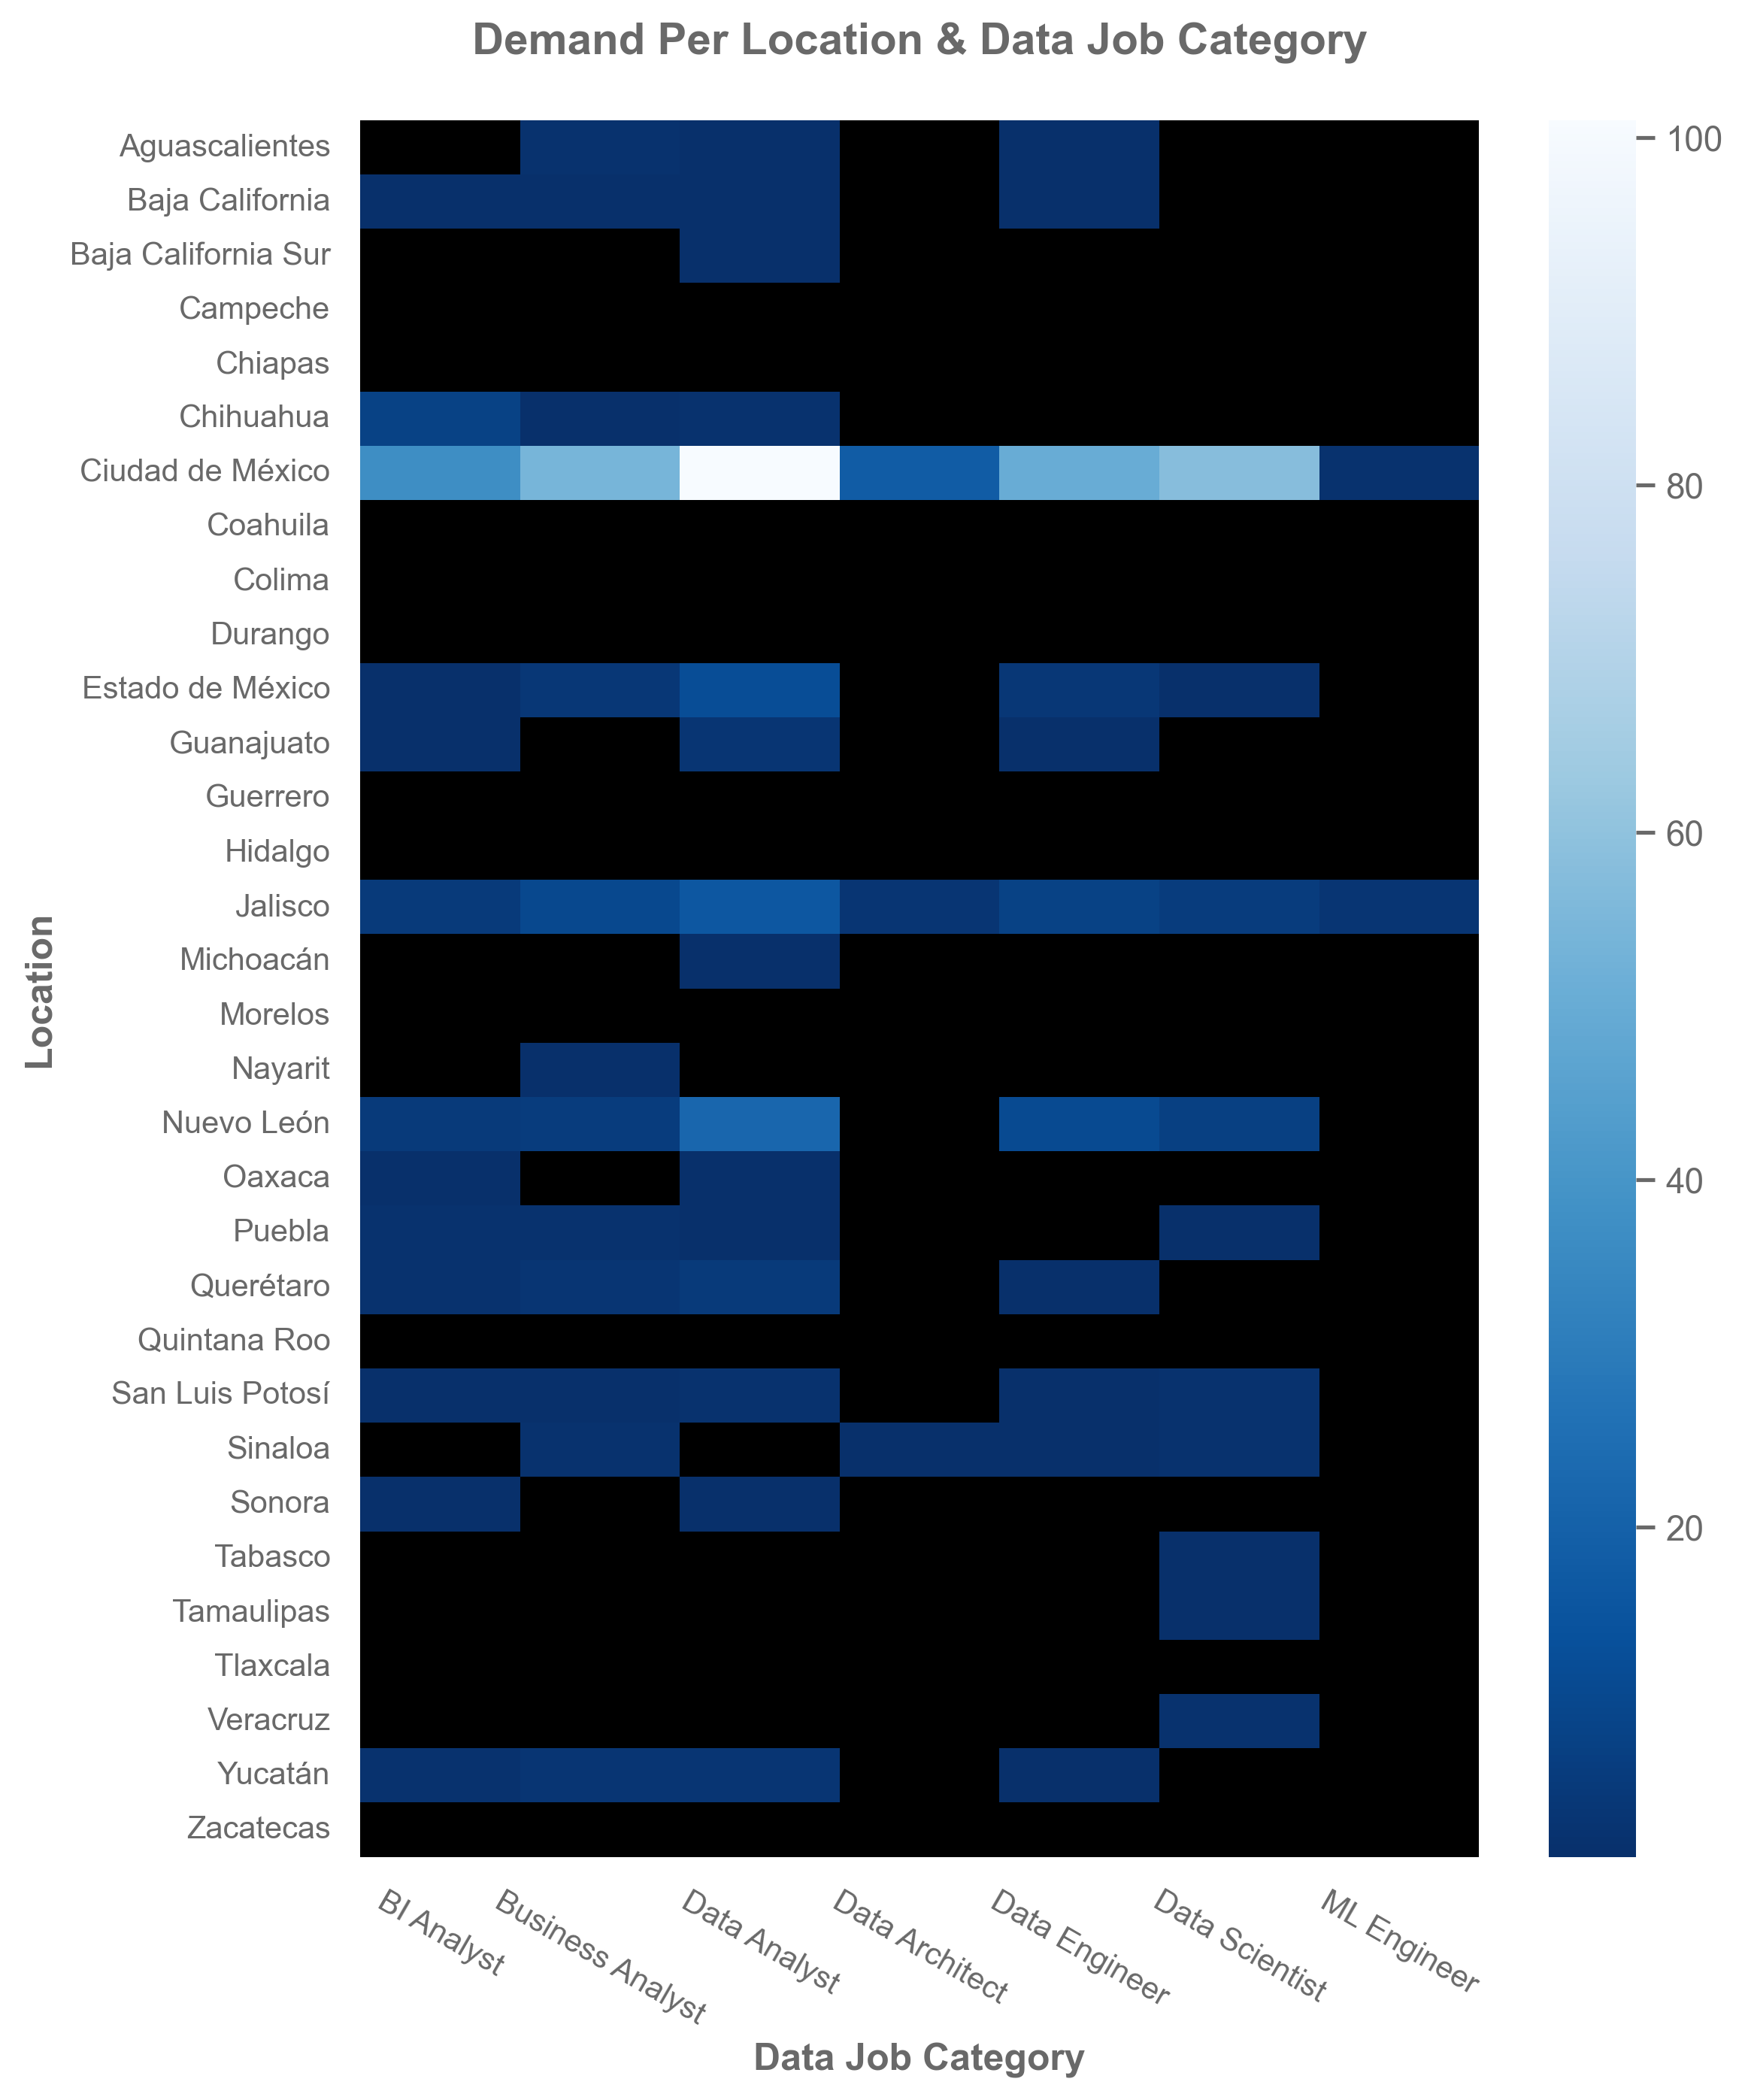 Demand Per Location & Data Job Category
Location
Aguascalientes
Baja California
Baja California Sur
Campeche
Chiapas
Chihuahua
Ciudad de México
Coahuila
Colima
Durango
Estado de México
Guanajuato
Guerrero
Hidalgo
Jalisco
Michoacán
Morelos
Nayarit
Nuevo León
Oaxaca
Puebla
Querétaro
Quintana Roo
San Luis Potosí
Sinaloa
Sonora
Tabasco
Tamaulipas
Tlaxcala
Veracruz
Yucatán
Zacatecas
100
80
60
40
20
BI Analyst
Business Analyst
Data Analyst
Data Architect
Data Engineer
Data Scientist
ML Engineer
Data Job Category